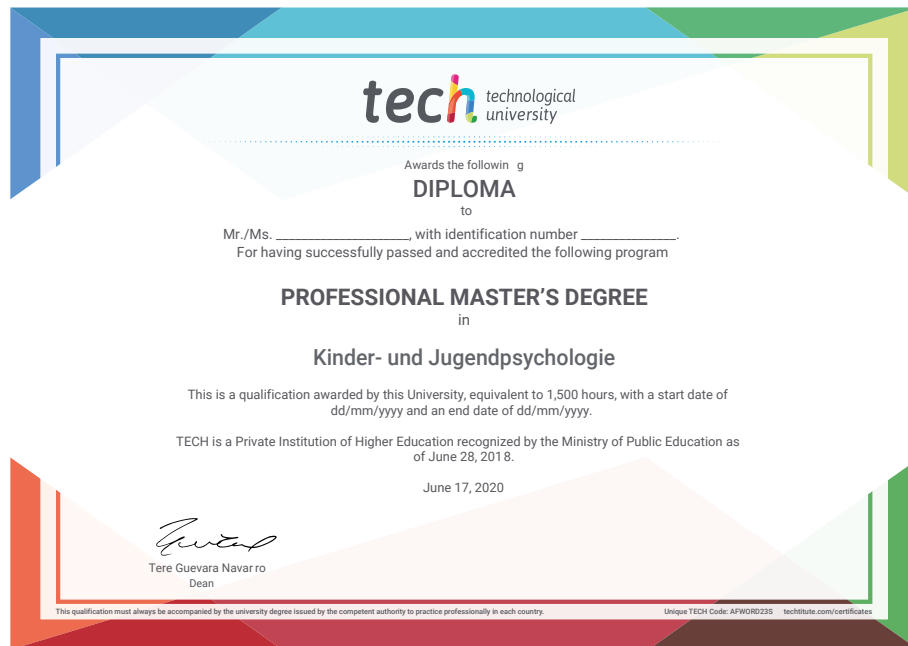 tech technological
university
Awards the followin g
DIPLOMA
to
Mr./Ms. _____________________, with identification number _______________.
For having successfully passed and accredited the following program
PROFESSIONAL MASTER'S DEGREE
in
Kinder- und Jugendpsychologie
This is a qualification awarded by this University, equivalent to 1,500 hours, with a start date of
dd/mm/yyyy and an end date of dd/mm/yyyy.
TECH is a Private Institution of Higher Education recognized by the Ministry of Public Education as
of June 28, 2018.
June 17, 2020
Tere Guevara Navarro
Dean
This qualification must always be accompanied by the university degree issued by the competent authority to practice professionally in each country.
Unique TECH Code: AFWORD23S techtitute.com/certificates